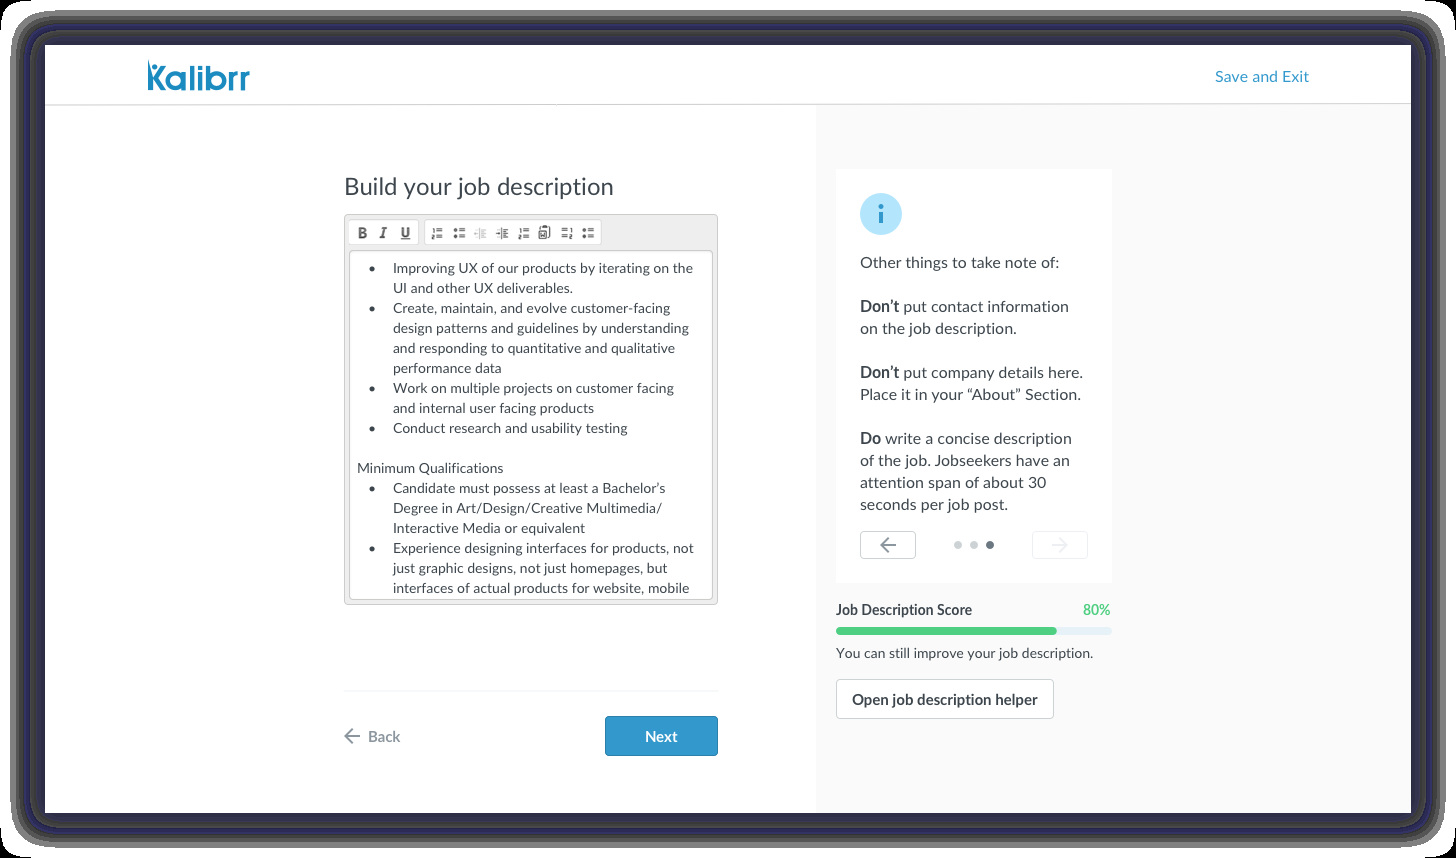 Kalibrr
Save and Exit
Build your job description
B I U
• Improving UX of our products by iterating on the
UI and other UX deliverables.
• Create, maintain, and evolve customer-facing
design patterns and guidelines by understanding
and responding to quantitative and qualitative
performance data
• Work on multiple projects on customer facing
and internal user facing products
• Conduct research and usability testing
Minimum Qualifications
• Candidate must possess at least a Bachelor’s
Degree in Art/Design/Creative Multimedia/
Interactive Media or equivalent
• Experience designing interfaces for products, not
just graphic designs, not just homepages, but
interfaces of actual products for website, mobile
Back
Next
Other things to take note of:
Don’t put contact information
on the job description.
Don’t put company details here.
Place it in your “About” Section.
Do write a concise description
of the job. Jobseekers have an
attention span of about 30
seconds per job post.
Job Description Score 80%
You can still improve your job description.
Open job description helper